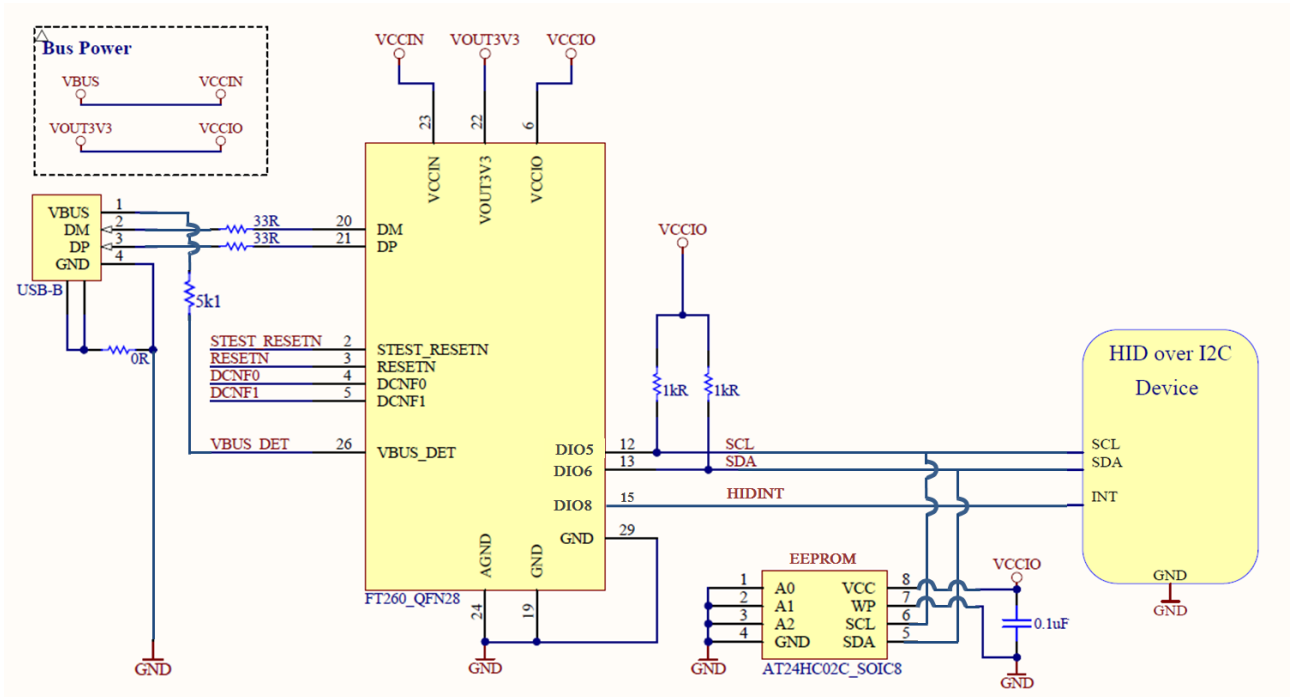 Bus Power
VBUS VCCIN
VOUT3V3 VCCIO
VCCIN VOUT3V3 VCCIO
23 22 6
VCCIN VOUT3V3 VCCIO
VBUS 1
DM 2 33R 20 DM
DP 3 33R 21 DP
GND 4
USB-B
5k1
0R
STEST_RESETN 2 STEST_RESETN
RESETN 3 RESETN
DCNF0 4 DCNF0
DCNF1 5 DCNF1
VBUS_DET 26 VBUS_DET
VCCIO
1kR 1kR
DIO5 12 SCL
DIO6 13 SDA
DIO8 15 HIDINT
GND 29
AGND GND
24 19
FT260_QFN28
GND
GND
HID over I2C
Device
SCL
SDA
INT
GND
GND
EEPROM
1 A0 VCC 8
2 A1 WP 7
3 A2 SCL 6
4 GND SDA 5
AT24HC02C_SOIC8
GND
VCCIO
0.1uF
GND